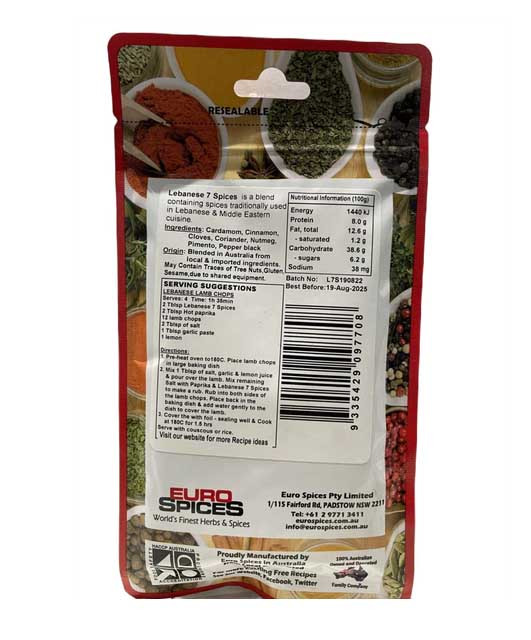 RESEALABLE
Lebanese 7 Spices is a blend
containing spices traditionally used
in Lebanese & Middle Eastern
cuisine.
Ingredients: Cardamom, Cinnamon,
Cloves, Coriander, Nutmeg,
Pimento, Pepper black
Origin: Blended in Australia from
local & imported ingredients.
May Contain Traces of Tree Nuts,Gluten,
Sesame,due to shared equipment.
Nutritional Information (100g)
Energy 1440 kJ
Protein 8.0 g
Fat, total 12.6 g
- saturated 1.2 g
Carbohydrate 38.6 g
- sugars 6.2 g
Sodium 38 mg
Batch No: L7S190822
Best Before: 19-Aug-2025
SERVING SUGGESTIONS
LEBANESE LAMB CHOPS
Serves: 4 Time: 1h 36min
2 Tblsp Lebanese 7 Spices
2 Tblsp Hot paprika
12 lamb chops
2 tblsp of salt
1 tblsp garlic paste
1 lemon
Directions:
1. Pre-heat oven to180C. Place lamb chops
in large baking dish
2. Mix 1 Tblsp of salt, garlic & lemon juice
& pour over the lamb. Mix remaining
Salt with Paprika & Lebanese 7 Spices
to make a rub. Rub into both sides of
the lamb chops. Place back in the
baking dish & add water gently to the
dish to cover the lamb.
3. Cover the with foil - sealing well & Cook
at 180C for 1.6 hrs
Serve with couscous or rice.
Visit our website for more Recipe ideas
9 335429 097708
EURO
SPICES
World's Finest Herbs & Spices
Euro Spices Pty Limited
1/115 Fairford Rd, PADSTOW NSW 2211
Tel: +61 2 9771 3411
eurospices.com.au
info@eurospices.com.au
HACCP AUSTRALIA
Proudly Manufactured by
Euro Spices in Australia
Free Recipes
Facebook, Twitter
100% Australian
Owned and Operated
Family Company